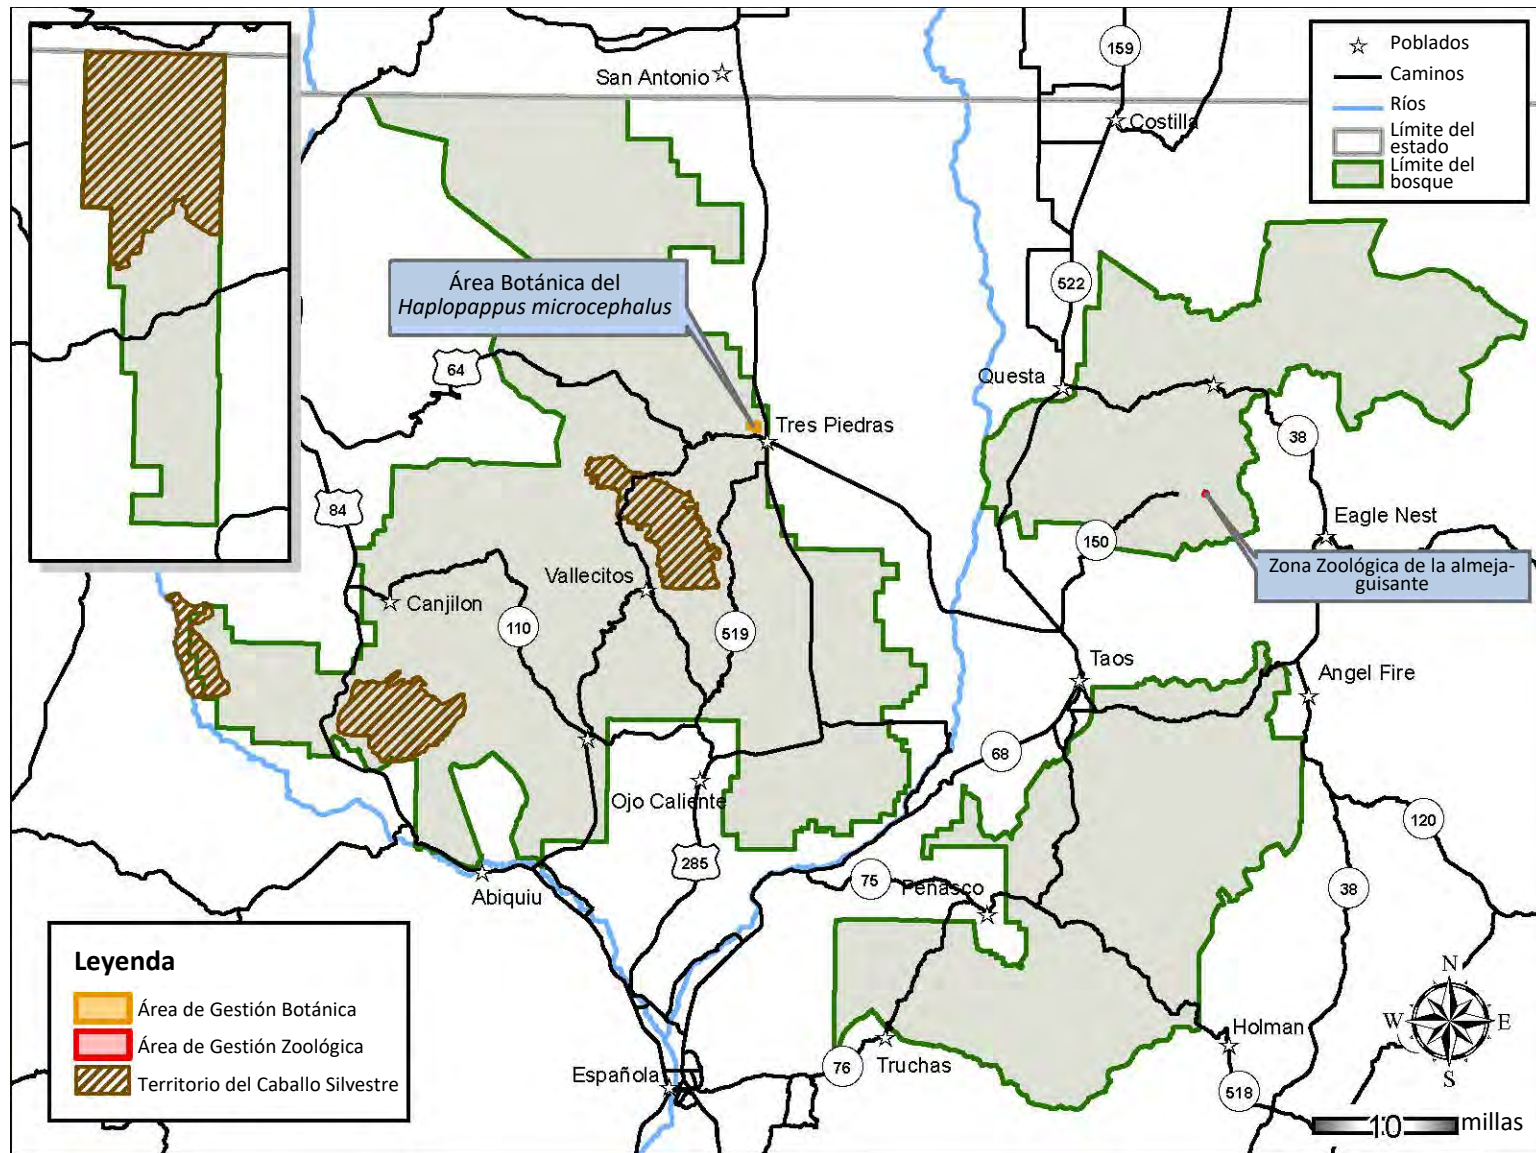 San Antonio
159
Costilla
Poblados
Caminos
Ríos
Límite del
estado
Límite del
bosque
Área Botánica del
Haplopappus microcephalus
522
64
Questa
Tres Piedras
38
84
Eagle Nest
150
Zona Zoológica de la almeja-
guisante
Vallecitos
Canjilon
110
519
Taos
Angel Fire
68
Ojo Caliente
120
285
75
Peñasco
38
Abiquiu
Leyenda
Área de Gestión Botánica
Área de Gestión Zoológica
Territorio del Caballo Silvestre
N
W
E
S
Holman
Truchas
76
Española
518
10
millas